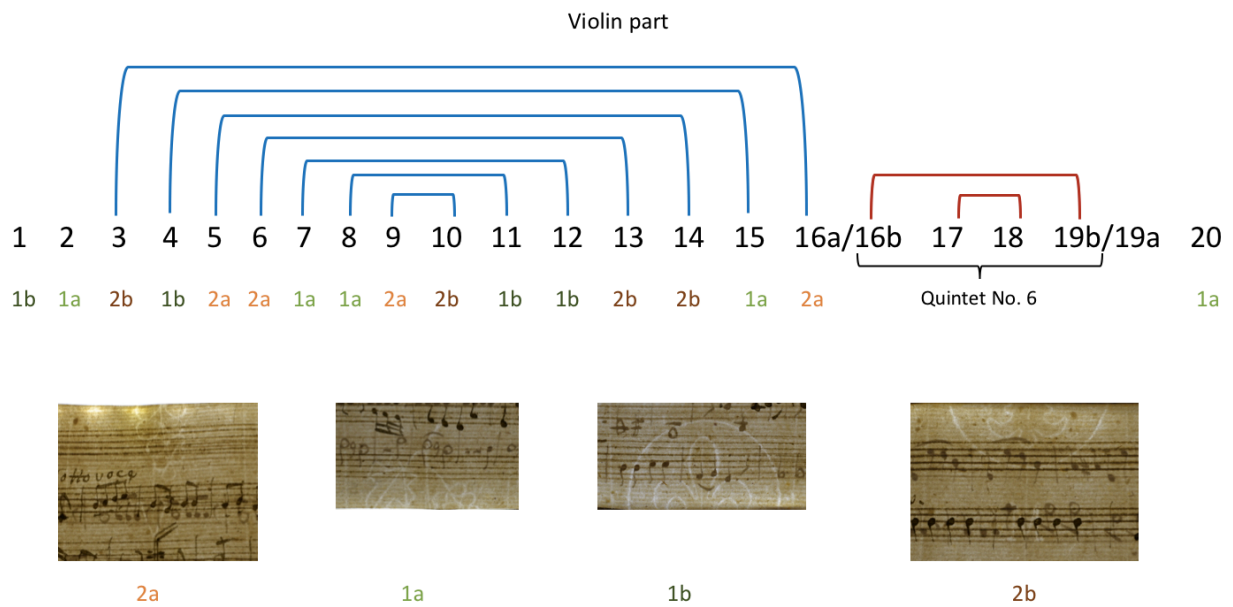 Violin part
1 2 3 4 5 6 7 8 9 10 11 12 13 14 15 16a/16b 17 18 19b/19a 20
1b 1a 2b 1b 2a 2a 1a 1a 2a 2b 1b 1b 2b 2b 1a 2a Quintet No. 6 1a
otto voce
2a 1a 1b 2b